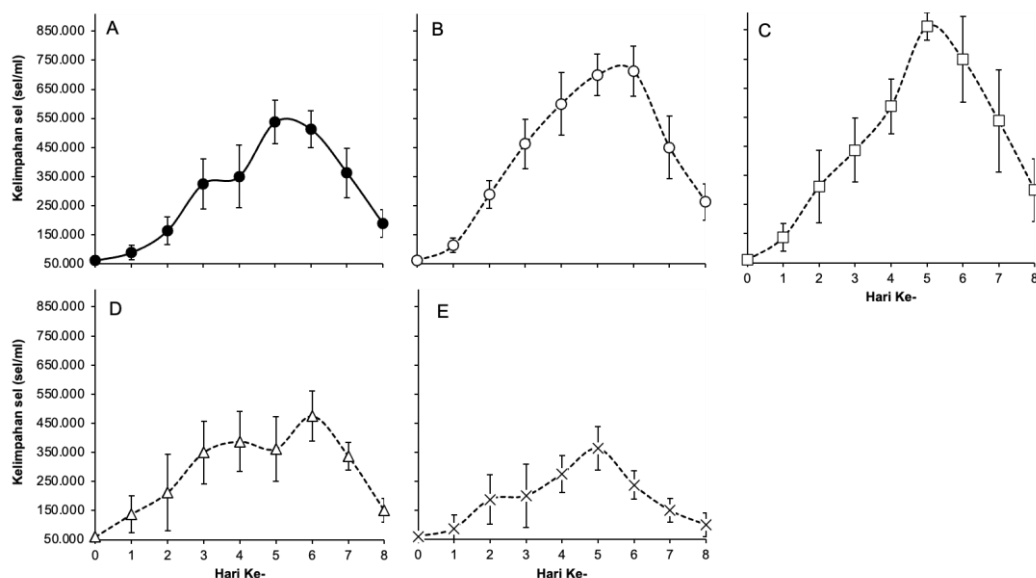 A
B
C
Kelimpahan sel (sel/ml)
850.000
750.000
650.000
550.000
450.000
350.000
250.000
150.000
50.000
0 1 2 3 4 5 6 7 8
Hari Ke-
D
E
Kelimpahan sel (sel/ml)
850.000
750.000
650.000
550.000
450.000
350.000
250.000
150.000
50.000
0 1 2 3 4 5 6 7 8
Hari Ke-
0 1 2 3 4 5 6 7 8
Hari Ke-